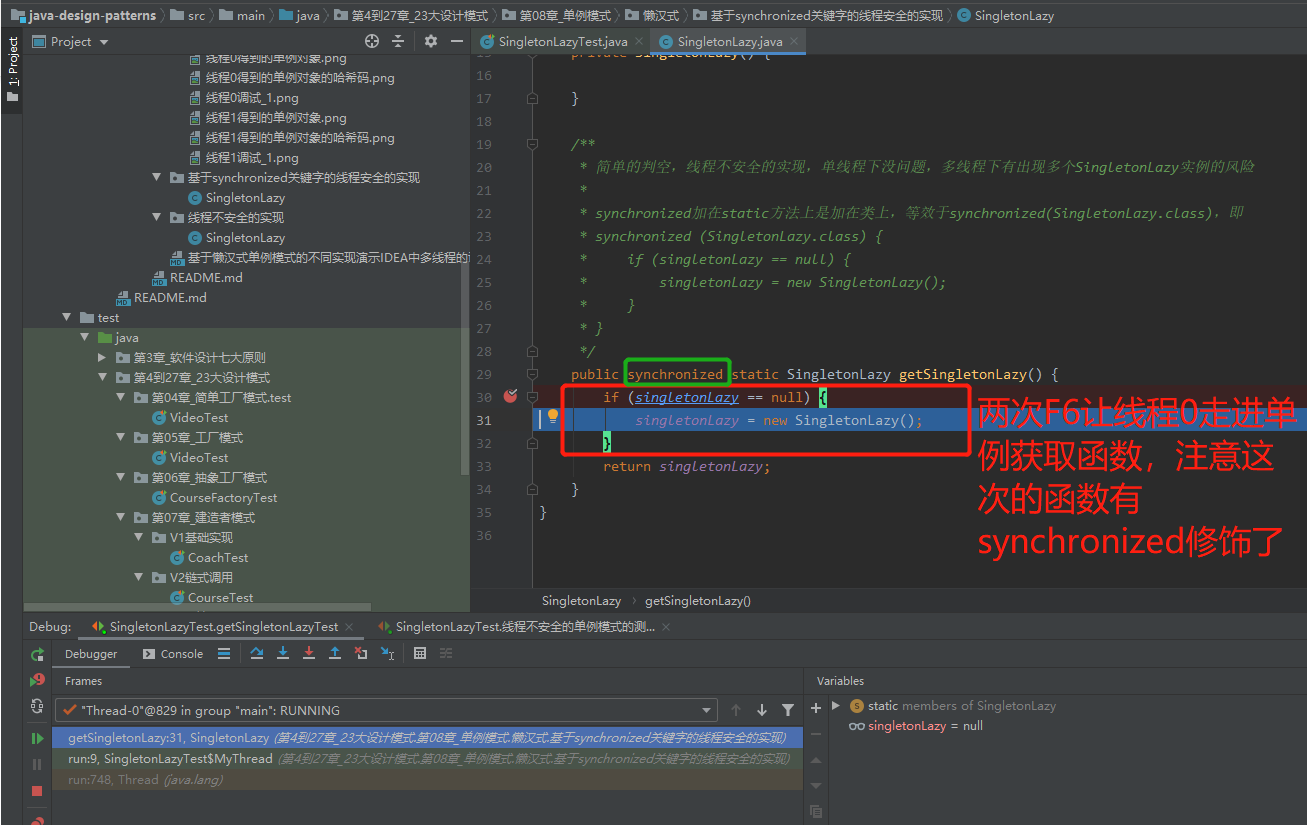 java-design-patterns src main java 第4到27章_23大设计模式 第08章_单例模式 懒汉式 基于synchronized关键字的线程安全的实现 SingletonLazy
1: Project
Project
线程0得到的单例对象.png
线程0得到的单例对象的哈希码.png
线程0调试_1.png
线程1得到的单例对象.png
线程1得到的单例对象的哈希码.png
线程1调试_1.png
基于synchronized关键字的线程安全的实现
SingletonLazy
线程不安全的实现
SingletonLazy
基于懒汉式单例模式的不同实现演示IDEA中多线程的
README.md
README.md
test
java
第3章_软件设计七大原则
第4到27章_23大设计模式
第04章_简单工厂模式.test
VideoTest
第05章_工厂模式
VideoTest
第06章_抽象工厂模式
CourseFactoryTest
第07章_建造者模式
V1基础实现
CoachTest
V2链式调用
CourseTest
SingletonLazyTest.java SingletonLazy.java
15 private SingletonLazy() {
16
17 }
18
19 /**
20 * 简单的判空，线程不安全的实现，单线程下没问题，多线程下有出现多个SingletonLazy实例的风险
21 *
22 * synchronized加在static方法上是加在类上，等效于synchronized(SingletonLazy.class)，即
23 * synchronized (SingletonLazy.class) {
24 * if (singletonLazy == null) {
25 * singletonLazy = new SingletonLazy();
26 * }
27 * }
28 */
29 public synchronized static SingletonLazy getSingletonLazy() {
30 if (singletonLazy == null) {
31 singletonLazy = new SingletonLazy();
32 }
33 return singletonLazy;
34 }
35 }
36
两次F6让线程0走进单
例获取函数，注意这
次的函数有
synchronized修饰了
SingletonLazy getSingletonLazy()
Debug: SingletonLazyTest.getSingletonLazyTest SingletonLazyTest.线程不安全的单例模式的测...
Debugger Console
Frames
"Thread-0"@829 in group "main": RUNNING
getSingletonLazy:31, SingletonLazy (第4到27章_23大设计模式.第08章_单例模式.懒汉式.基于synchronized关键字的线程安全的实现)
run:9, SingletonLazyTest$MyThread (第4到27章_23大设计模式.第08章_单例模式.懒汉式.基于synchronized关键字的线程安全的实现)
run:748, Thread (java.lang)
Variables
static members of SingletonLazy
singletonLazy = null